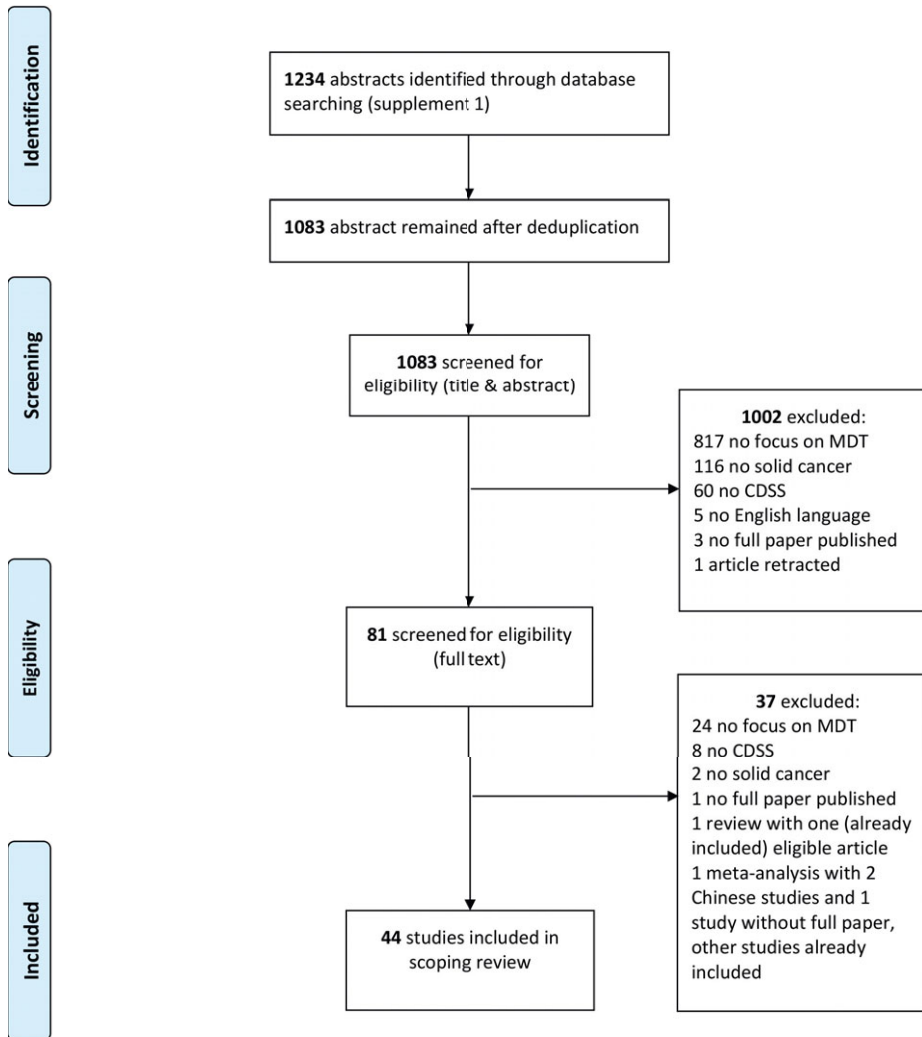 Identification
1234 abstracts identified through database
searching (supplement 1)
1083 abstract remained after deduplication
Screening
1083 screened for
eligibility (title & abstract)
1002 excluded:
817 no focus on MDT
116 no solid cancer
60 no CDSS
5 no English language
3 no full paper published
1 article retracted
Eligibility
81 screened for eligibility
(full text)
37 excluded:
24 no focus on MDT
8 no CDSS
2 no solid cancer
1 no full paper published
1 review with one (already
included) eligible article
1 meta-analysis with 2
Chinese studies and 1
study without full paper,
other studies already
included
Included
44 studies included in
scoping review